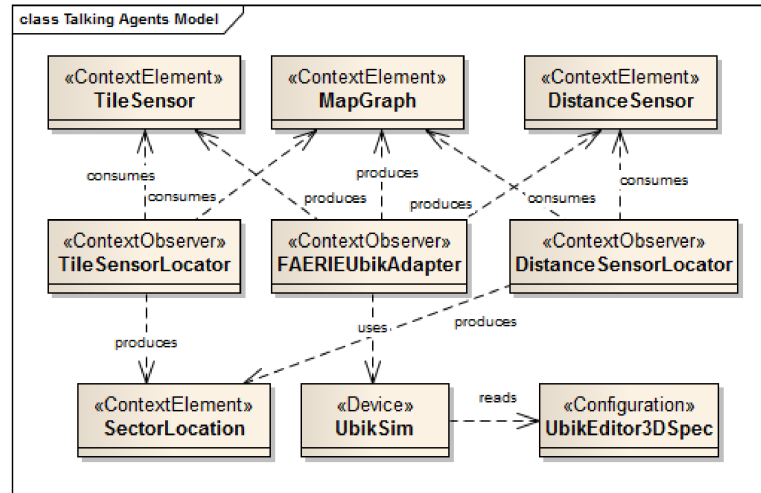 class Talking Agents Model
«ContextElement»
TileSensor
«ContextElement»
MapGraph
«ContextElement»
DistanceSensor
consumes
consumes
produces
produces
produces
consumes
consumes
«ContextObserver»
TileSensorLocator
«ContextObserver»
FAERIEUbikAdapter
«ContextObserver»
DistanceSensorLocator
produces
uses
produces
«ContextElement»
SectorLocation
«Device»
UbikSim
reads
«Configuration»
UbikEditor3DSpec